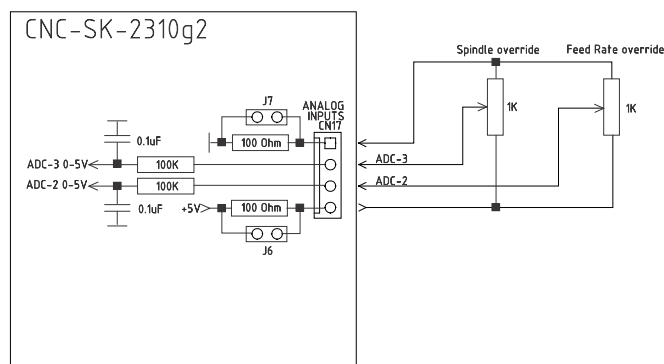 CNC-SK-2310g2
Spindle override
Feed Rate override
J7
ANALOG
INPUTS
CN17
1K
1K
0.1uF
100 Ohm
ADC-3 0-5V
100K
ADC-3
ADC-2 0-5V
100K
ADC-2
0.1uF
+5V
100 Ohm
J6